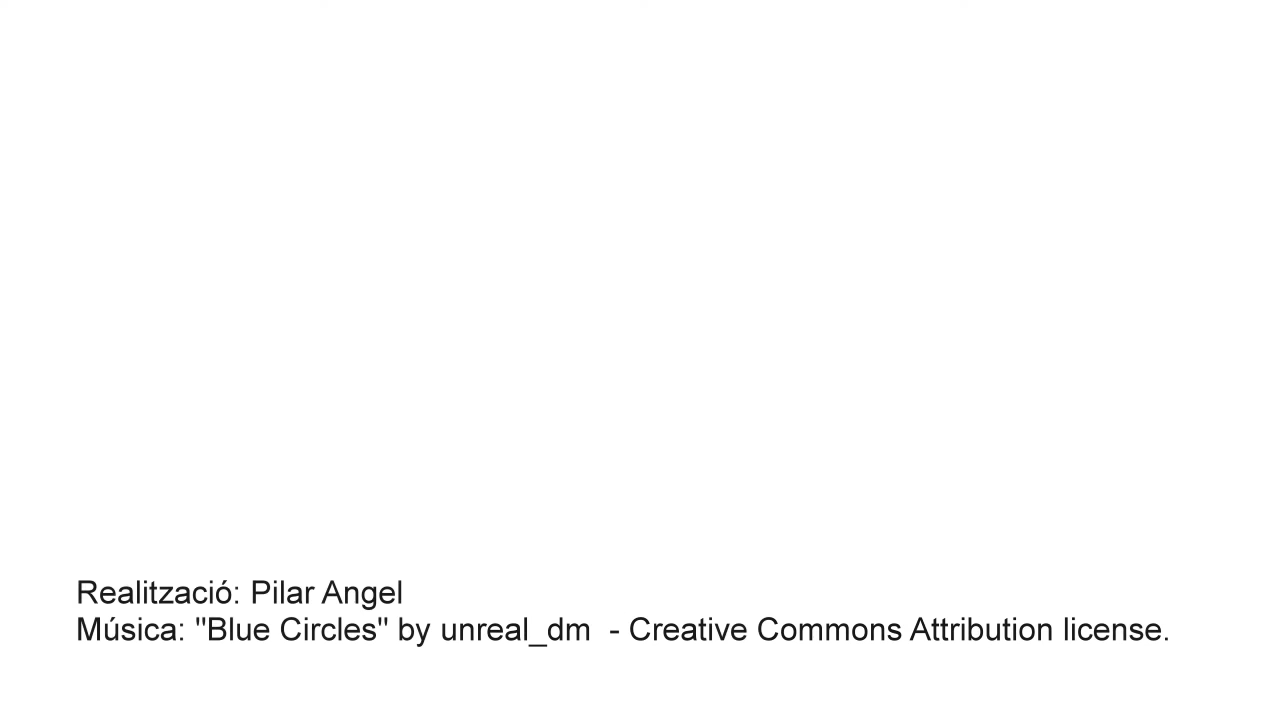 Realització: Pilar Angel
Música: "Blue Circles" by unreal_dm  - Creative Commons Attribution license.